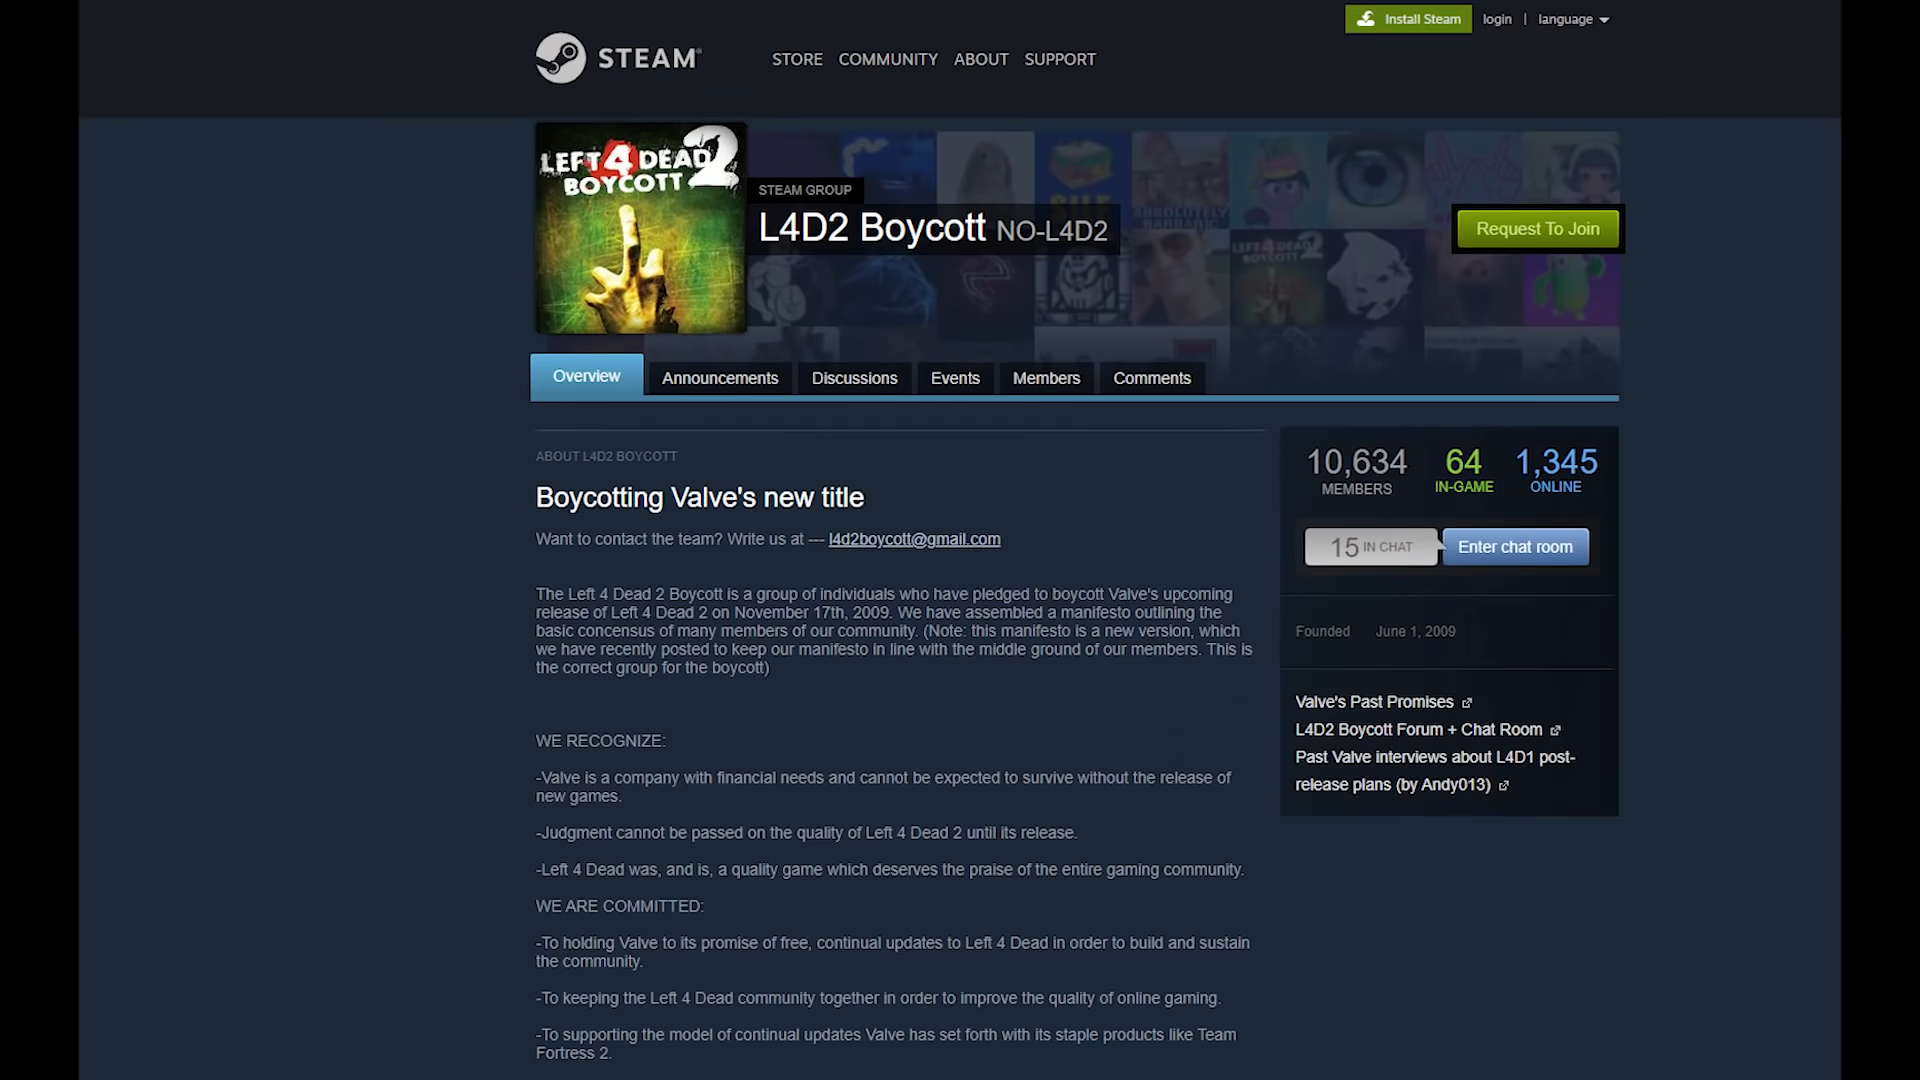 Install Steam login | language
STEAM®
STORE COMMUNITY ABOUT SUPPORT
LEFT 4 DEAD 2
BOYCOTT
STEAM GROUP
L4D2 Boycott NO-L4D2
Request To Join
ABSOLUTELY
BARBARIC
LEFT 4 DEAD 2
BOYCOTT
Overview Announcements Discussions Events Members Comments
ABOUT L4D2 BOYCOTT
Boycotting Valve's new title
Want to contact the team? Write us at --- l4d2boycott@gmail.com
The Left 4 Dead 2 Boycott is a group of individuals who have pledged to boycott Valve's upcoming
release of Left 4 Dead 2 on November 17th, 2009. We have assembled a manifesto outlining the
basic concensus of many members of our community. (Note: this manifesto is a new version, which
we have recently posted to keep our manifesto in line with the middle ground of our members. This is
the correct group for the boycott)
WE RECOGNIZE:
-Valve is a company with financial needs and cannot be expected to survive without the release of
new games.
-Judgment cannot be passed on the quality of Left 4 Dead 2 until its release.
-Left 4 Dead was, and is, a quality game which deserves the praise of the entire gaming community.
WE ARE COMMITTED:
-To holding Valve to its promise of free, continual updates to Left 4 Dead in order to build and sustain
the community.
-To keeping the Left 4 Dead community together in order to improve the quality of online gaming.
-To supporting the model of continual updates Valve has set forth with its staple products like Team
Fortress 2.
10,634 64 1,345
MEMBERS IN-GAME ONLINE
15 IN CHAT Enter chat room
Founded June 1, 2009
Valve's Past Promises
L4D2 Boycott Forum + Chat Room
Past Valve interviews about L4D1 post-
release plans (by Andy013)